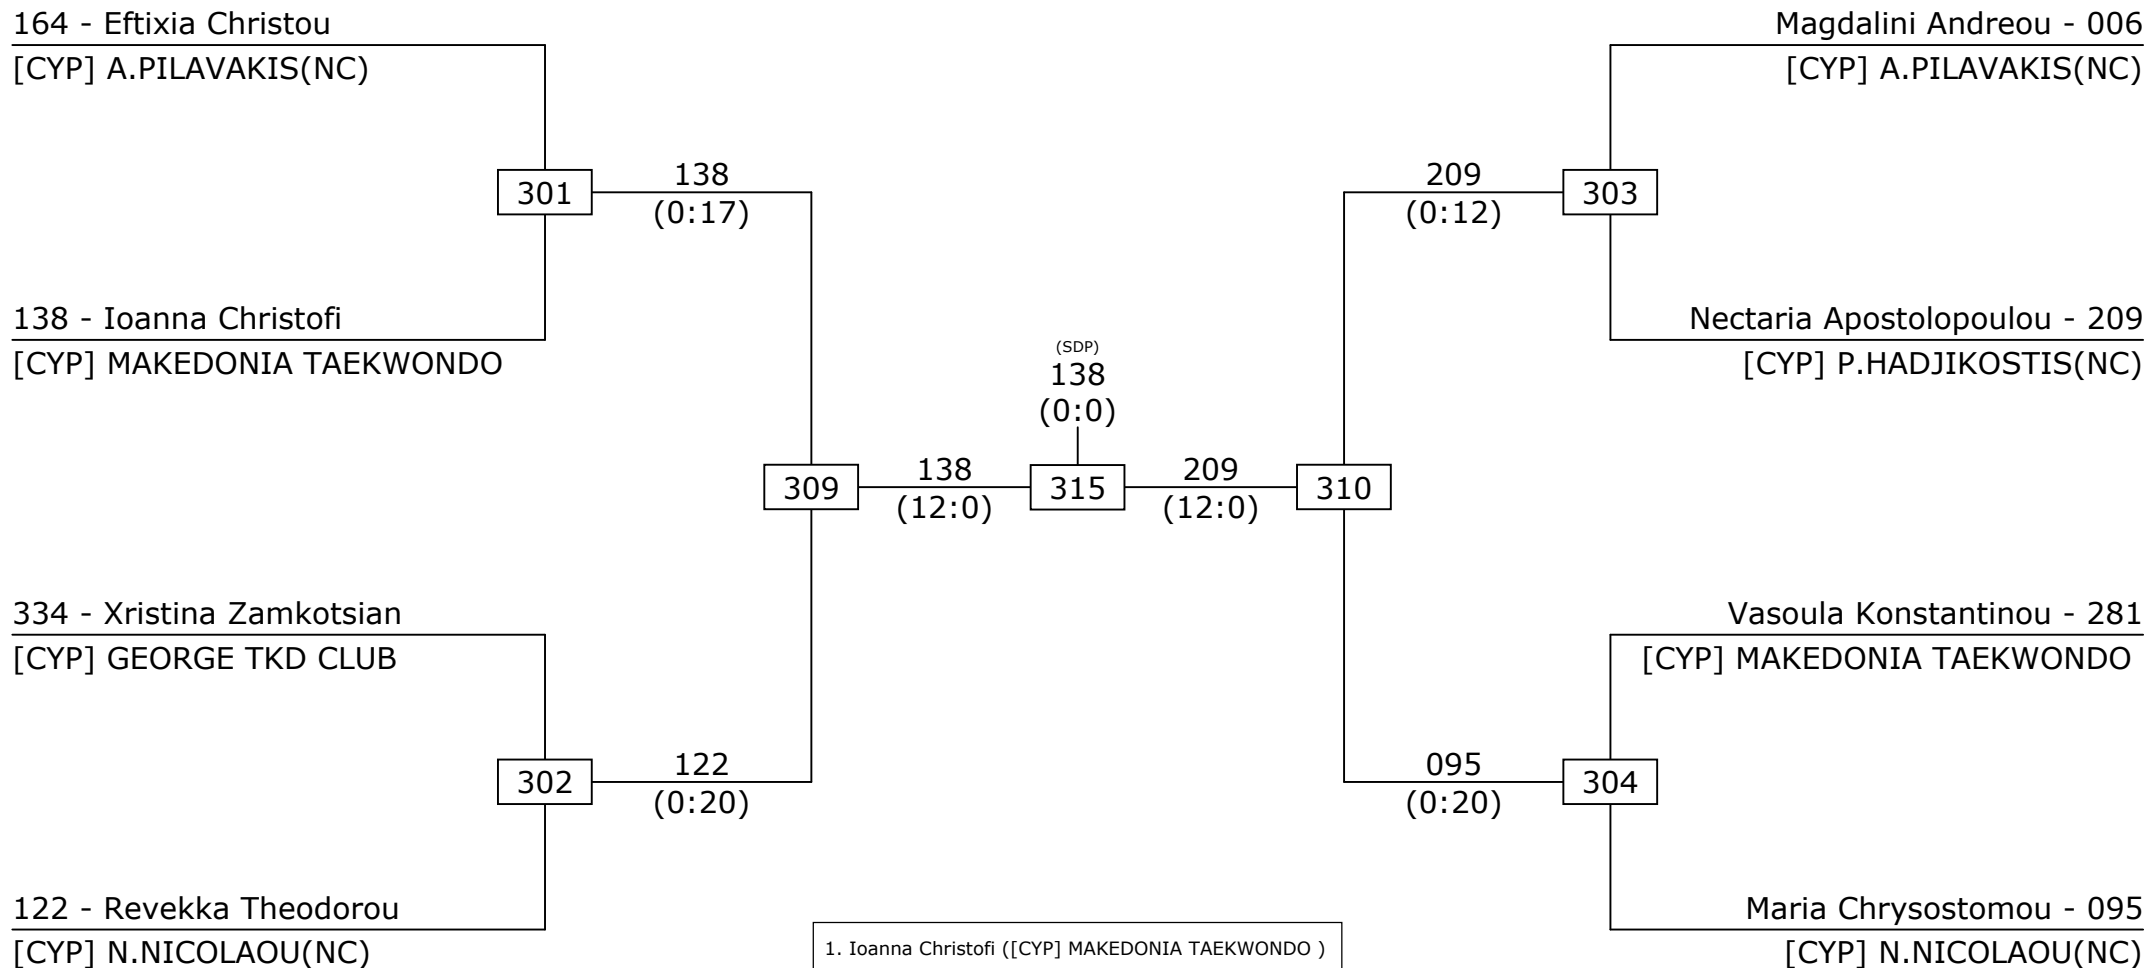 164 - Eftixia Christou
[CYP] A.PILAVAKIS(NC)
301
138
(0:17)
138 - Ioanna Christofi
[CYP] MAKEDONIA TAEKWONDO
309
138
(12:0)
334 - Xristina Zamkotsian
[CYP] GEORGE TKD CLUB
302
122
(0:20)
122 - Revekka Theodorou
[CYP] N.NICOLAOU(NC)
(SDP)
138
(0:0)
315
Magdalini Andreou - 006
[CYP] A.PILAVAKIS(NC)
209
(0:12)
303
Nectaria Apostolopoulou - 209
[CYP] P.HADJIKOSTIS(NC)
209
(12:0)
310
Vasoula Konstantinou - 281
[CYP] MAKEDONIA TAEKWONDO
095
(0:20)
304
Maria Chrysostomou - 095
[CYP] N.NICOLAOU(NC)
1. Ioanna Christofi ([CYP] MAKEDONIA TAEKWONDO )